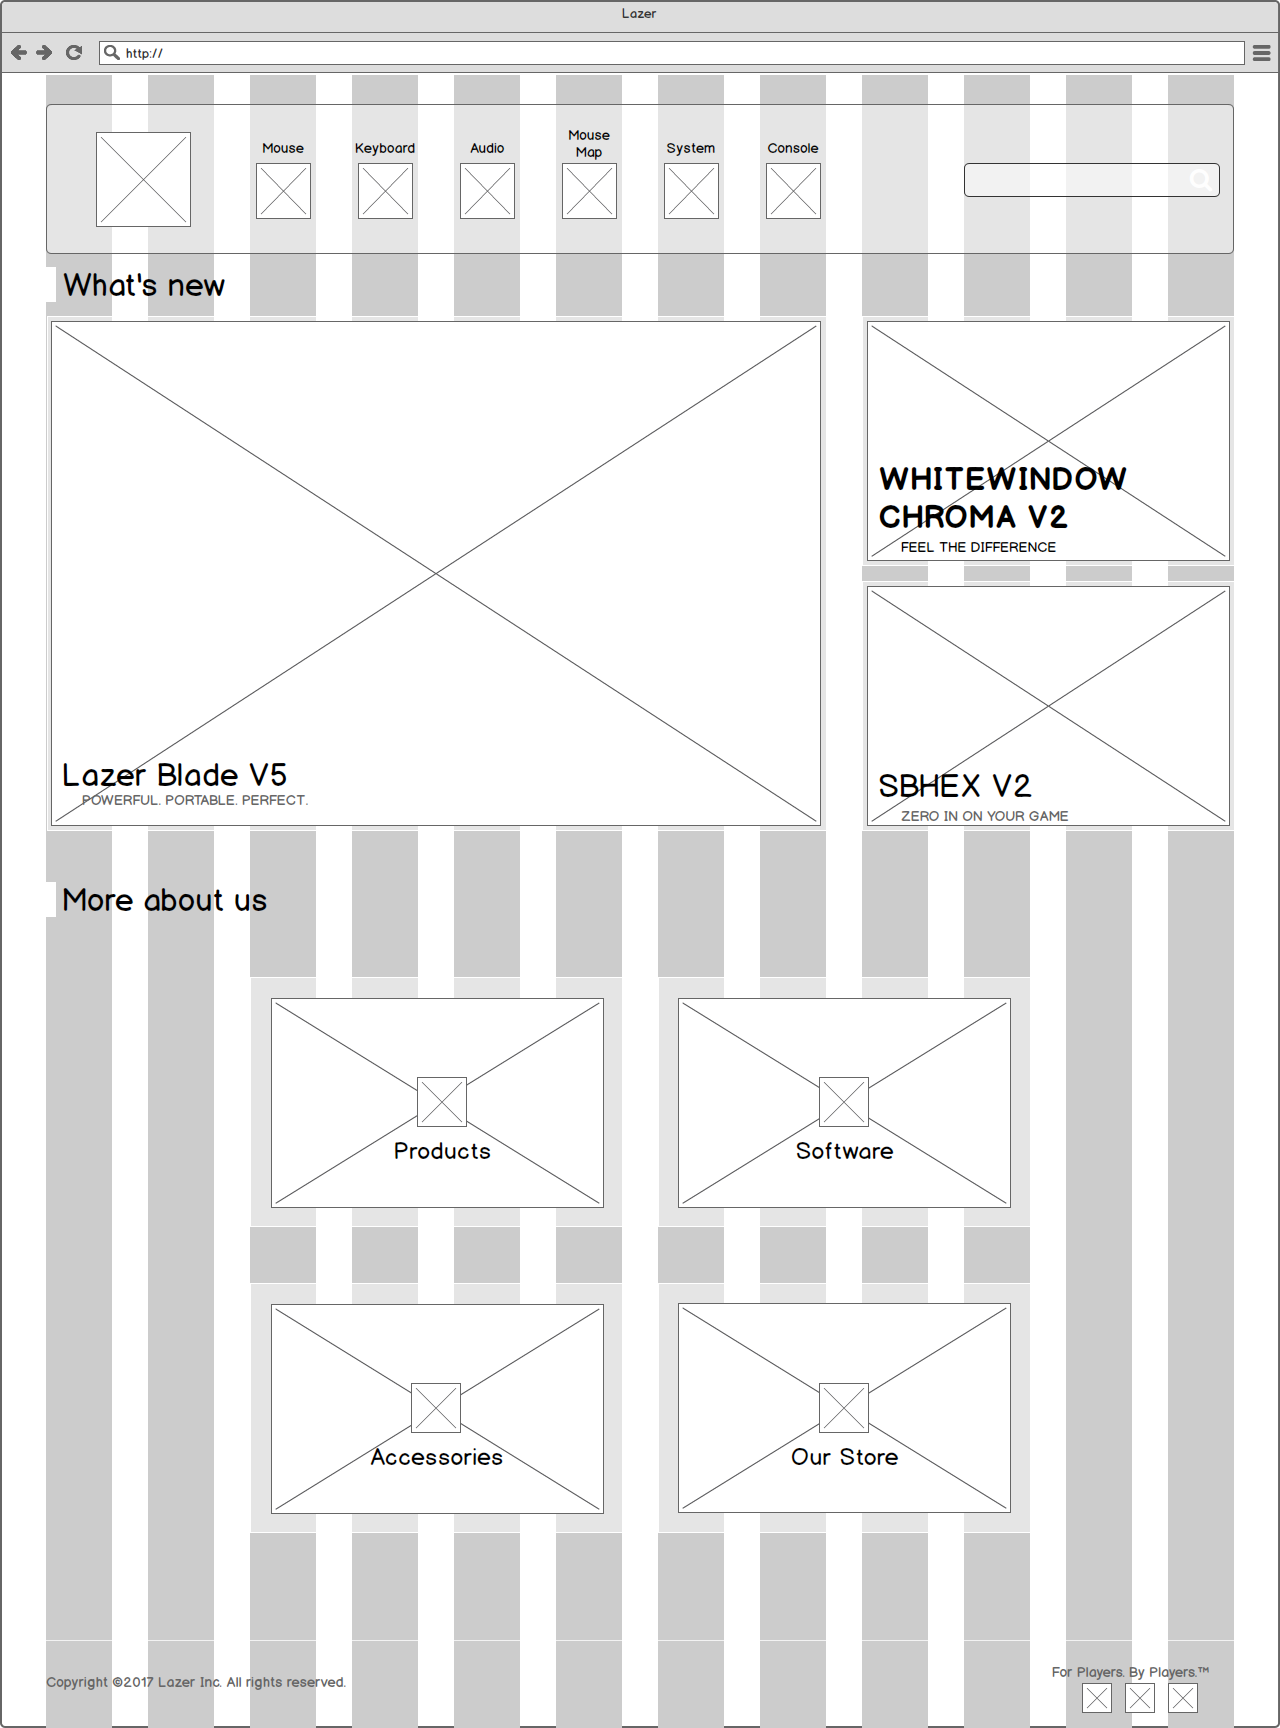 Lazer
http://
Mouse
Keyboard
Audio
Mouse
Map
System
Console
What's new
WHITEWINDOW
CHROMA V2
FEEL THE DIFFERENCE
Lazer Blade V5
POWERFUL. PORTABLE. PERFECT.
SBHEX V2
ZERO IN ON YOUR GAME
More about us
Products
Software
Accessories
Our Store
Copyright ©2017 Lazer Inc. All rights reserved.
For Players. By Players.™